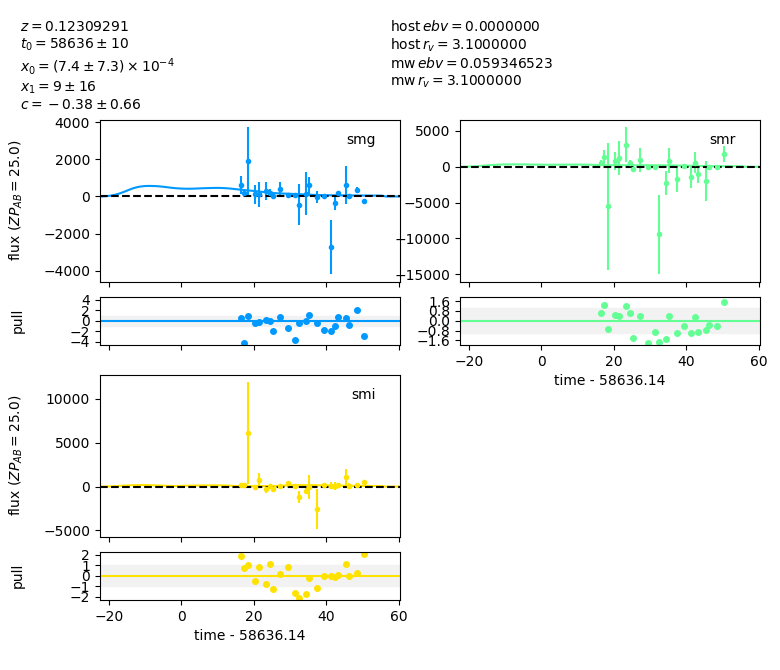 z = 0.12309291
t₀ = 58636 ± 10
x₀ = (7.4 ± 7.3) × 10⁻⁴
x₁ = 9 ± 16
c = −0.38 ± 0.66
host ebv = 0.0000000
host r_v = 3.1000000
mw ebv = 0.059346523
mw r_v = 3.1000000
smg
4000
2000
0
−2000
−4000
flux (ZP_AB = 25.0)
smr
5000
0
−5000
−10000
−15000
pull
4
2
0
−2
−4
1.6
0.8
0.0
−0.8
−1.6
−20 0 20 40 60
time - 58636.14
smi
10000
5000
0
−5000
flux (ZP_AB = 25.0)
pull
2
1
0
−1
−2
−20 0 20 40 60
time - 58636.14